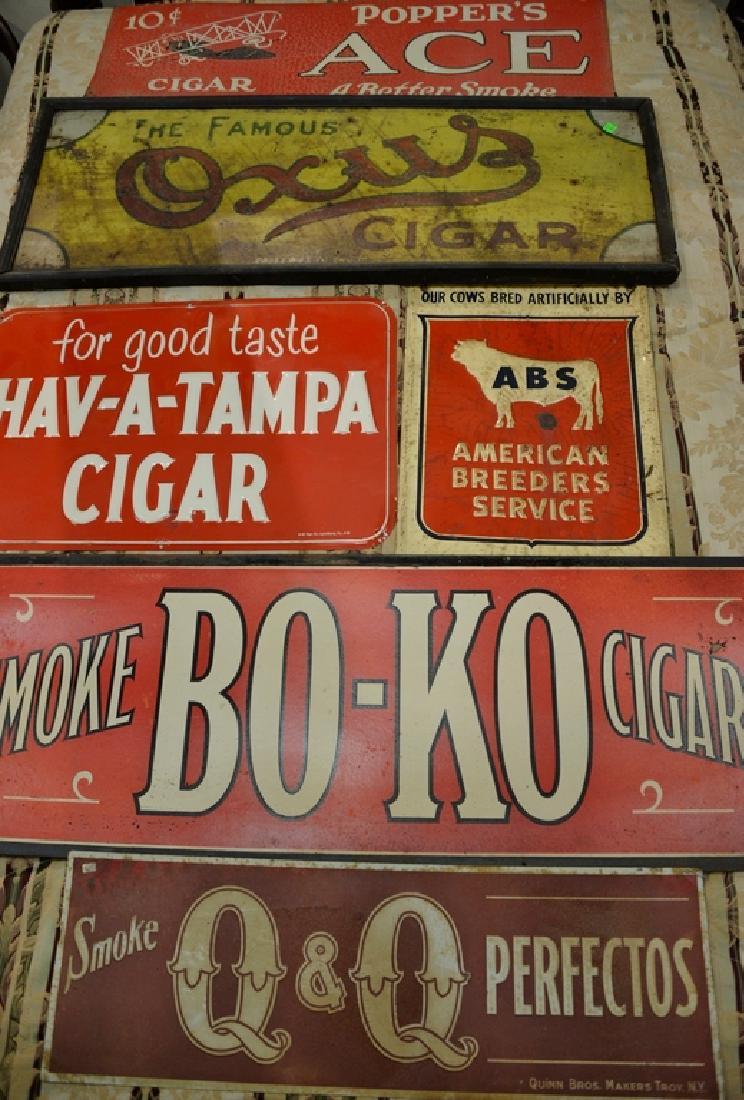 10¢
POPPER'S
ACE
CIGAR
A Better Smoke
THE FAMOUS
Oxus
CIGAR
for good taste
HAV-A-TAMPA
CIGAR
OUR COWS BRED ARTIFICIALLY BY
ABS
AMERICAN
BREEDERS
SERVICE
SMOKE BO-KO CIGAR
Smoke Q & Q PERFECTOS
QUINN BROS. MAKERS TROY, N.Y.